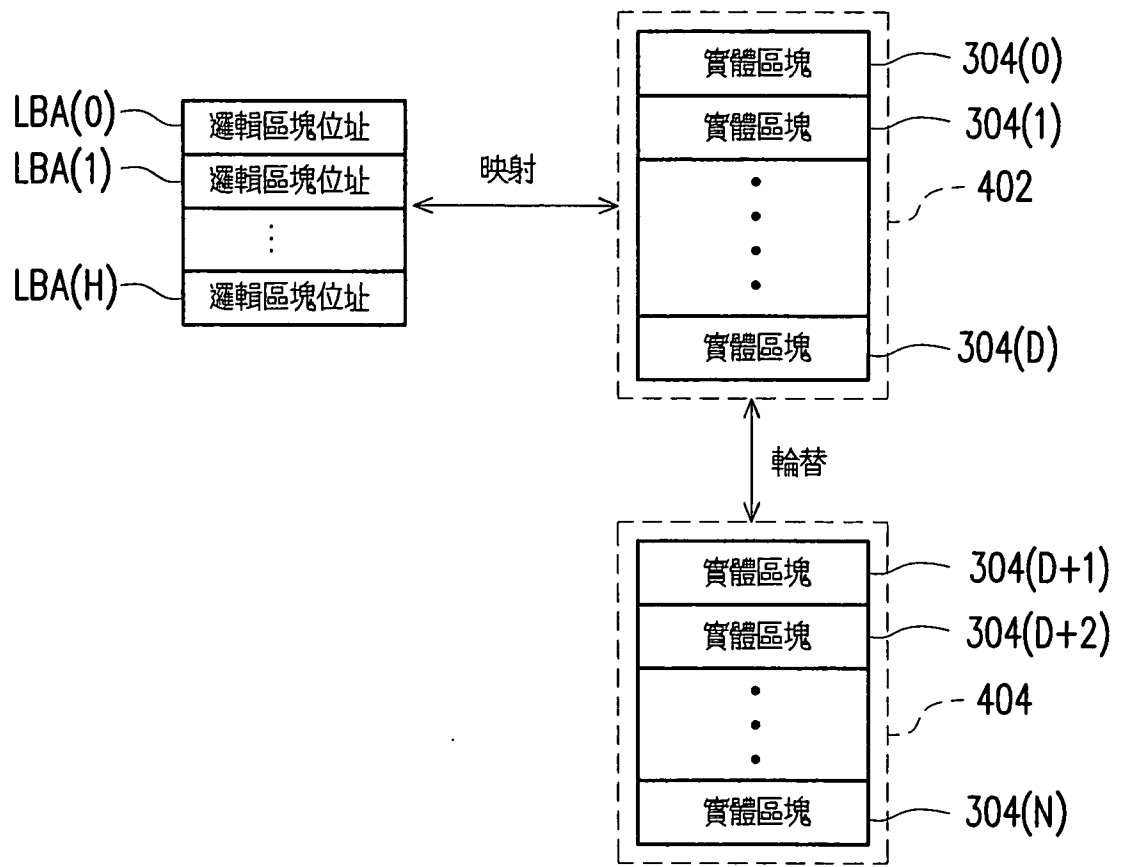 實體區塊 304(0)
LBA(0) 邏輯區塊位址
實體區塊 304(1)
LBA(1) 邏輯區塊位址
映射
402
LBA(H) 邏輯區塊位址
實體區塊 304(D)
輪替
實體區塊 304(D+1)
實體區塊 304(D+2)
404
實體區塊 304(N)